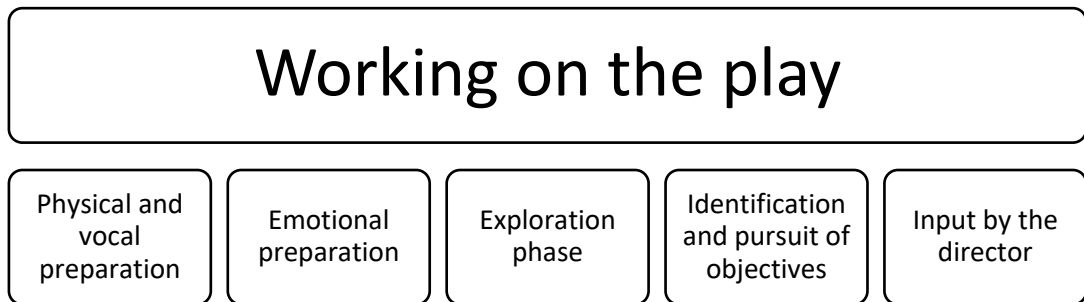 Working on the play
Physical and
vocal
preparation
Emotional
preparation
Exploration
phase
Identification
and pursuit of
objectives
Input by the
director